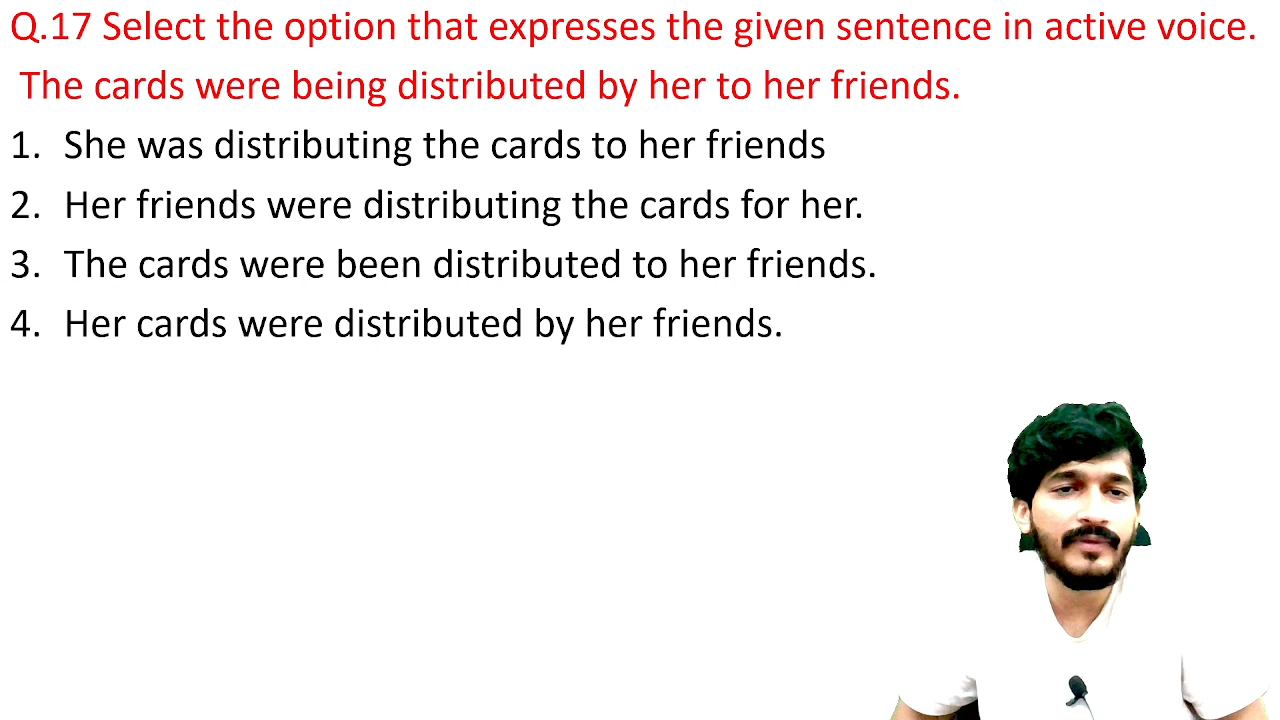 Q.17 Select the option that expresses the given sentence in active voice.
The cards were being distributed by her to her friends.
1. She was distributing the cards to her friends
2. Her friends were distributing the cards for her.
3. The cards were been distributed to her friends.
4. Her cards were distributed by her friends.